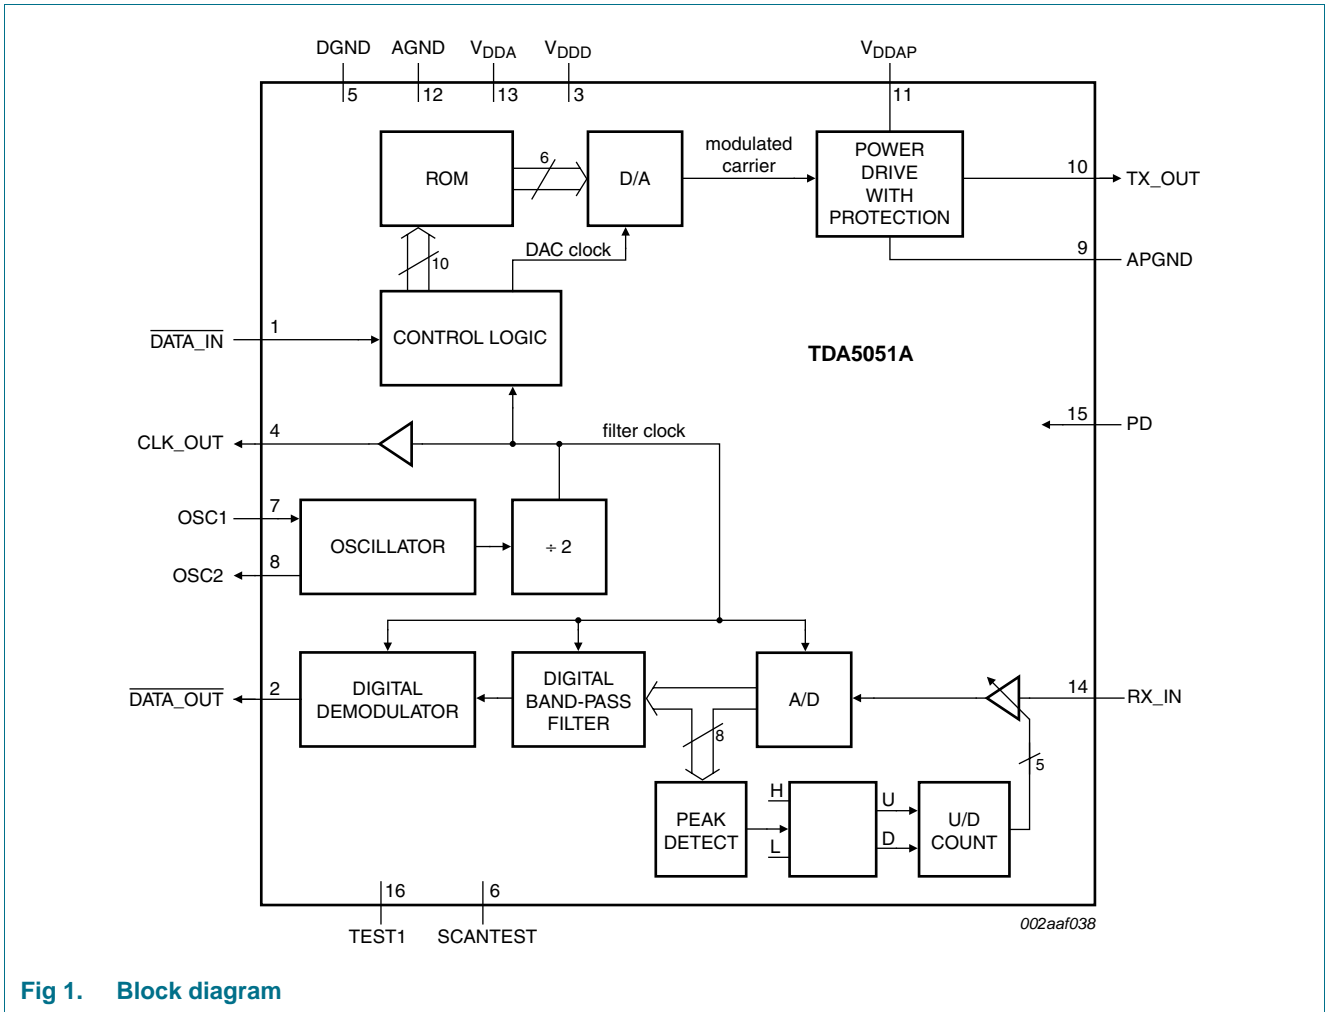 DGND AGND VDDA VDDD VDDAP
5 12 13 3 11
ROM
6
D/A
modulated
carrier
POWER
DRIVE
WITH
PROTECTION
10
TX_OUT
9
APGND
10
DAC clock
DATA_IN
1
CONTROL LOGIC
TDA5051A
15
PD
CLK_OUT
4
filter clock
OSC1
7
OSCILLATOR
÷ 2
OSC2
8
DATA_OUT
2
DIGITAL
DEMODULATOR
DIGITAL
BAND-PASS
FILTER
8
A/D
14
RX_IN
5
PEAK
DETECT
H
L
U
D
U/D
COUNT
16 6
TEST1 SCANTEST
002aaf038
Fig 1. Block diagram